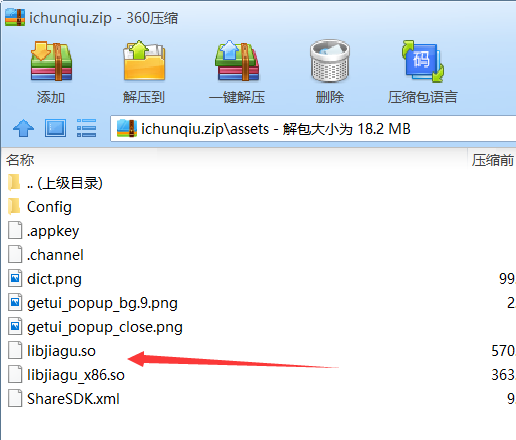 ichunqiu.zip - 360压缩
添加 解压到 一键解压 删除 码 压缩包语言
ichunqiu.zip\assets - 解包大小为 18.2 MB
名称 压缩前
.. (上级目录)
Config
.appkey
.channel
dict.png 99
getui_popup_bg.9.png 2
getui_popup_close.png
libjiagu.so 570
libjiagu_x86.so 363
ShareSDK.xml 9